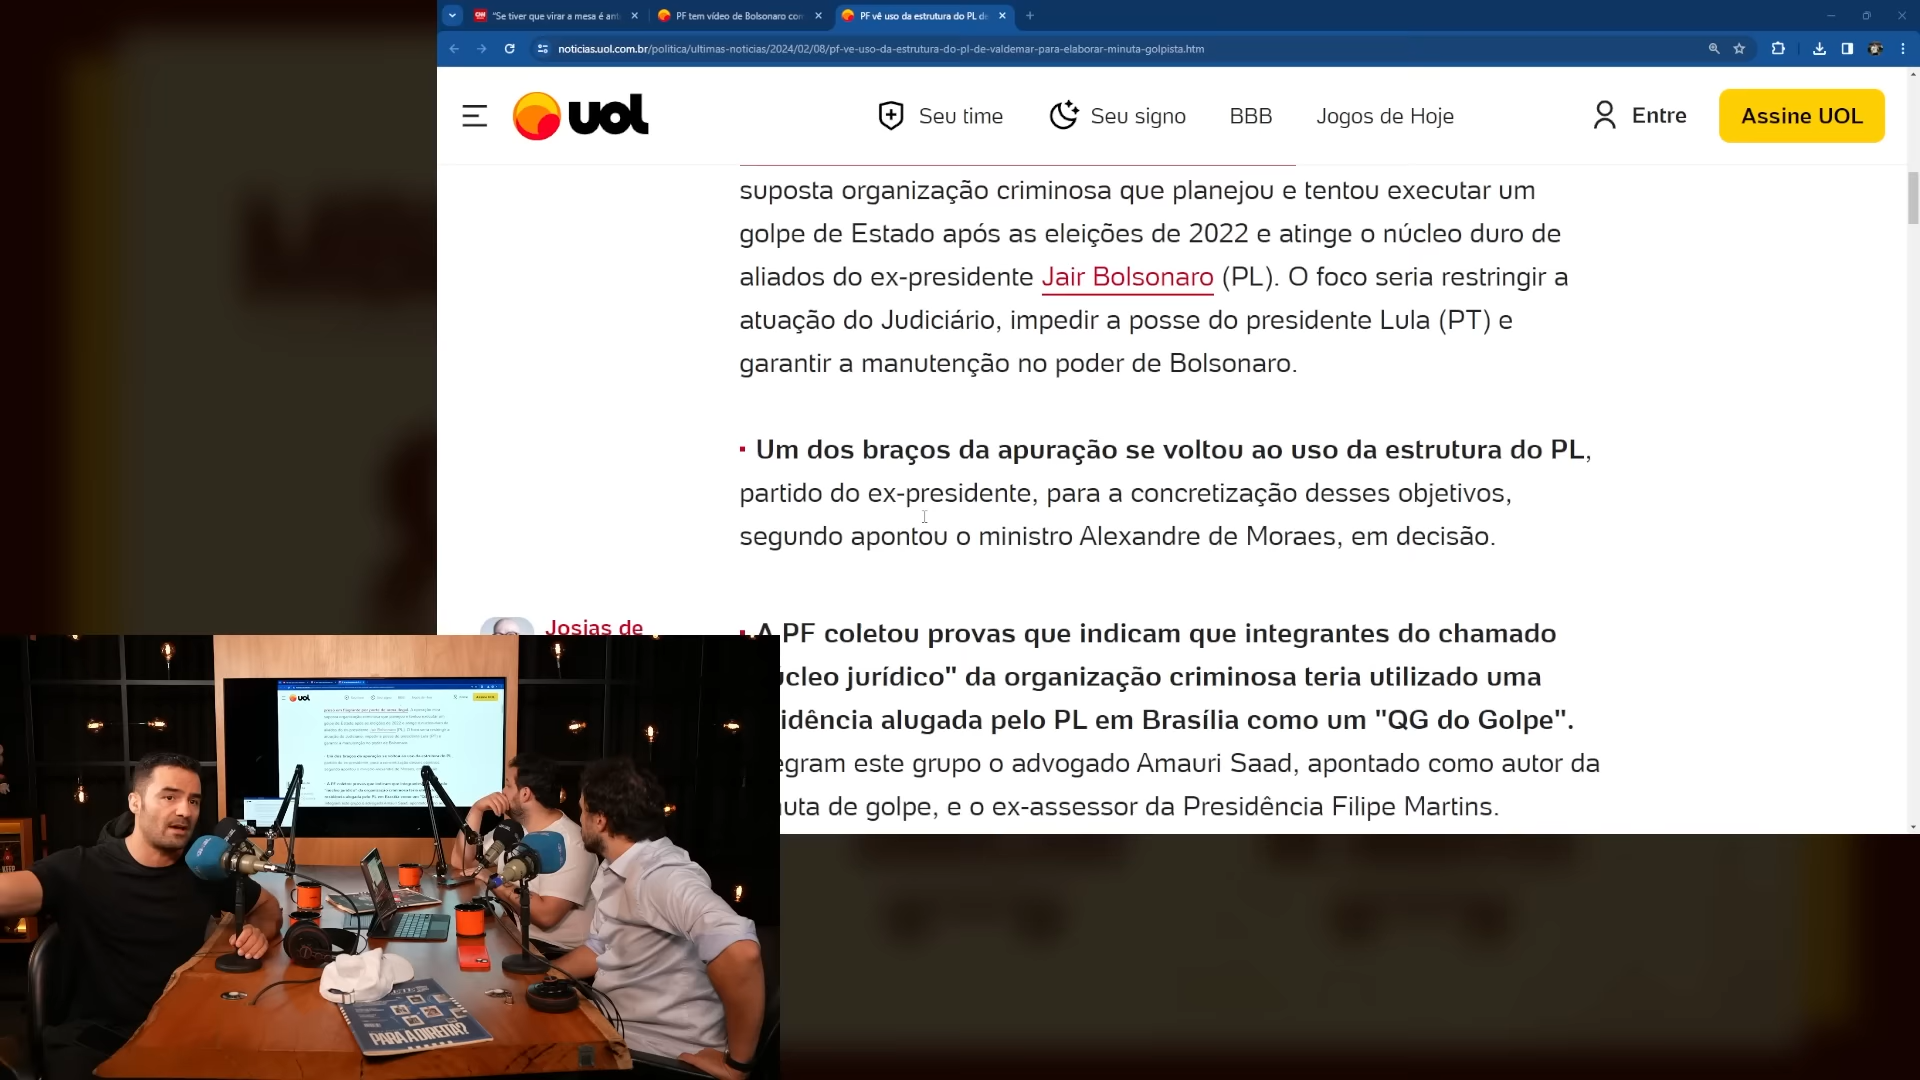 "Se tiver que virar a mesa é ant
PF tem vídeo de Bolsonaro com
PF vê uso da estrutura do PL de
noticias.uol.com.br/politica/ultimas-noticias/2024/02/08/pf-ve-uso-da-estrutura-do-pl-de-valdemar-para-elaborar-minuta-golpista.htm
uol
Seu time
Seu signo
BBB
Jogos de Hoje
Entre
Assine UOL
suposta organização criminosa que planejou e tentou executar um
golpe de Estado após as eleições de 2022 e atinge o núcleo duro de
aliados do ex-presidente Jair Bolsonaro (PL). O foco seria restringir a
atuação do Judiciário, impedir a posse do presidente Lula (PT) e
garantir a manutenção no poder de Bolsonaro.
Um dos braços da apuração se voltou ao uso da estrutura do PL,
partido do ex-presidente, para a concretização desses objetivos,
segundo apontou o ministro Alexandre de Moraes, em decisão.
Josias de
A PF coletou provas que indicam que integrantes do chamado
úcleo jurídico" da organização criminosa teria utilizado uma
idência alugada pelo PL em Brasília como um "QG do Golpe".
egram este grupo o advogado Amauri Saad, apontado como autor da
uta de golpe, e o ex-assessor da Presidência Filipe Martins.
uol
PARA A DIREITA?